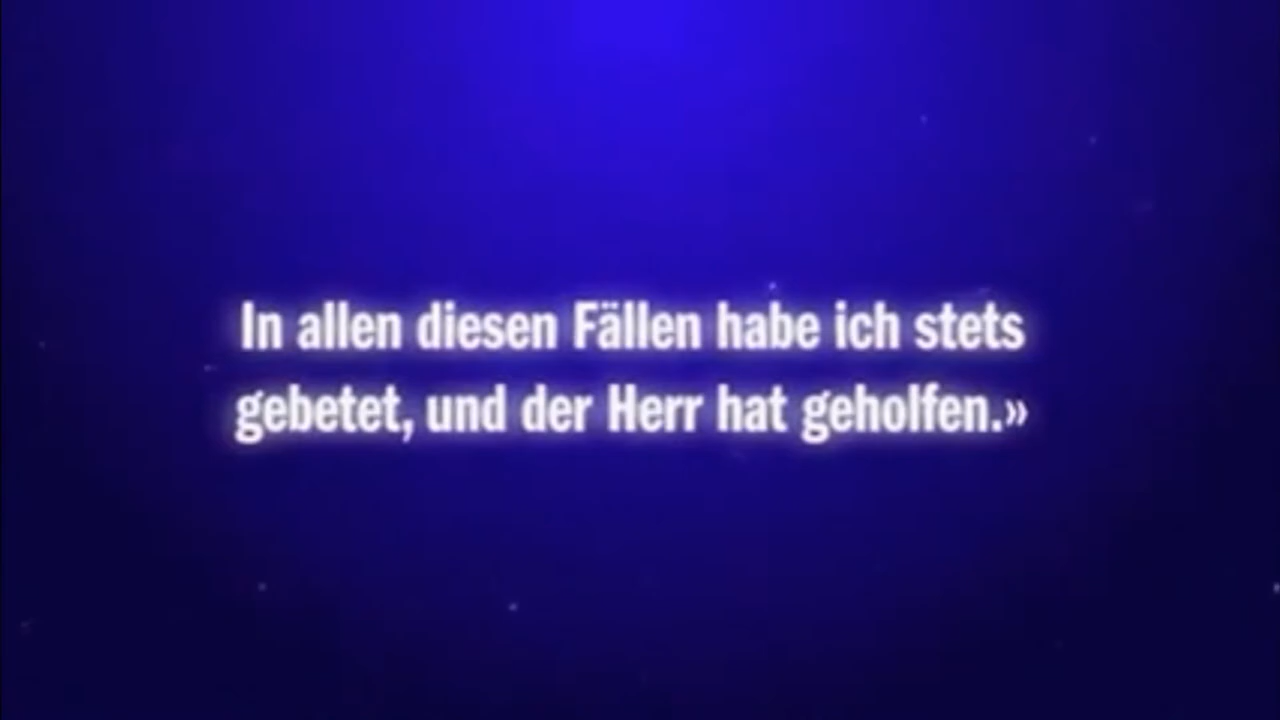 In allen diesen Fällen habe ich stets
gebetet, und der Herr hat geholfen.»